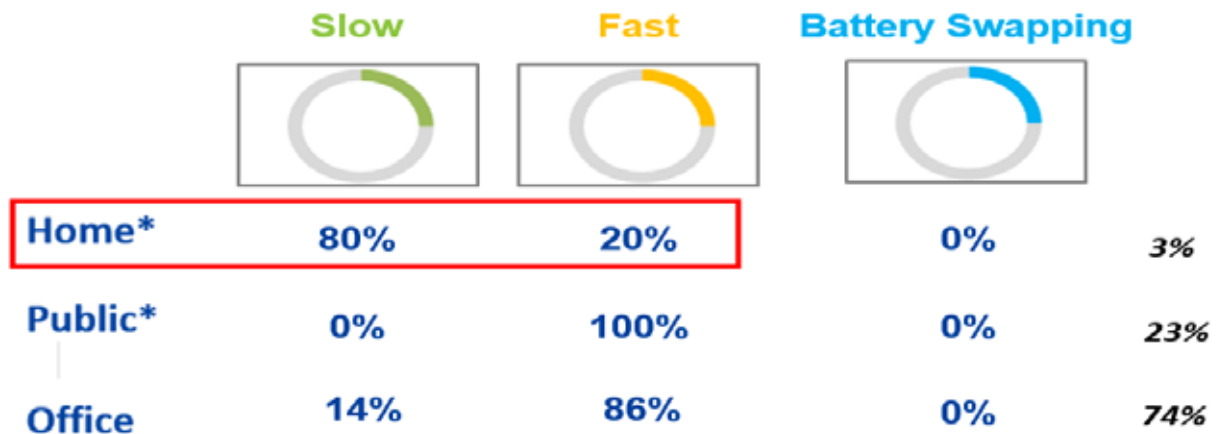 Slow Fast Battery Swapping
Home* 80% 20% 0% 3%
Public* 0% 100% 0% 23%
Office 14% 86% 0% 74%